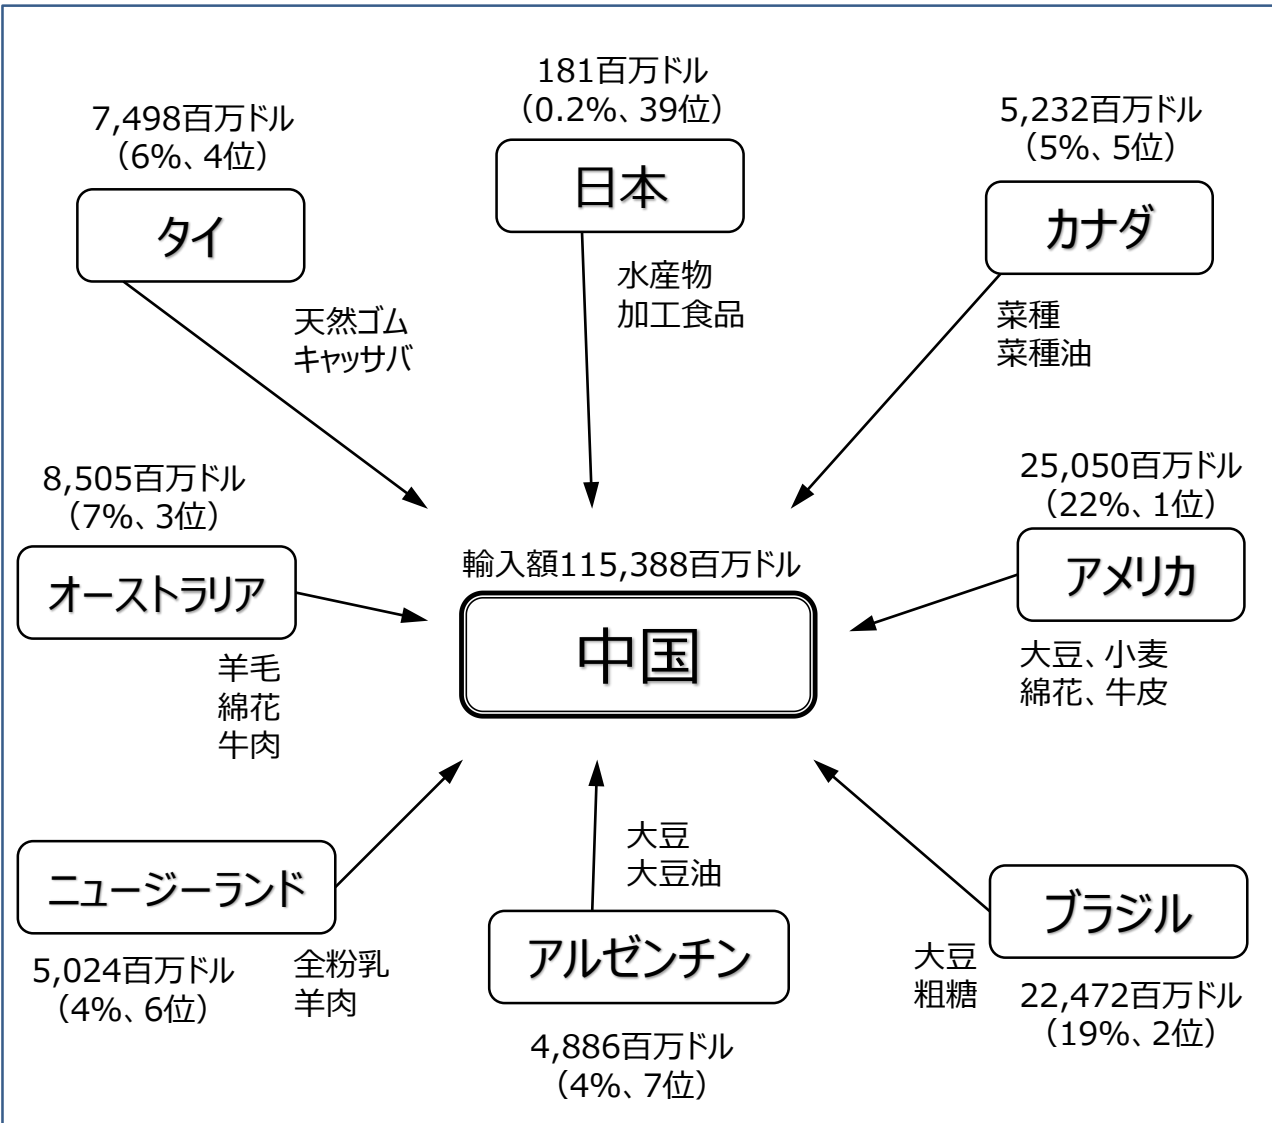 7,498百万ドル
（6%、4位）
タイ
天然ゴム
キャッサバ
181百万ドル
（0.2%、39位）
日本
水産物
加工食品
5,232百万ドル
（5%、5位）
カナダ
菜種
菜種油
8,505百万ドル
（7%、3位）
オーストラリア
羊毛
綿花
牛肉
輸入額115,388百万ドル
中国
25,050百万ドル
（22%、1位）
アメリカ
大豆、小麦
綿花、牛皮
ニュージーランド
5,024百万ドル
（4%、6位）
全粉乳
羊肉
大豆
大豆油
アルゼンチン
4,886百万ドル
（4%、7位）
ブラジル
大豆
粗糖
22,472百万ドル
（19%、2位）